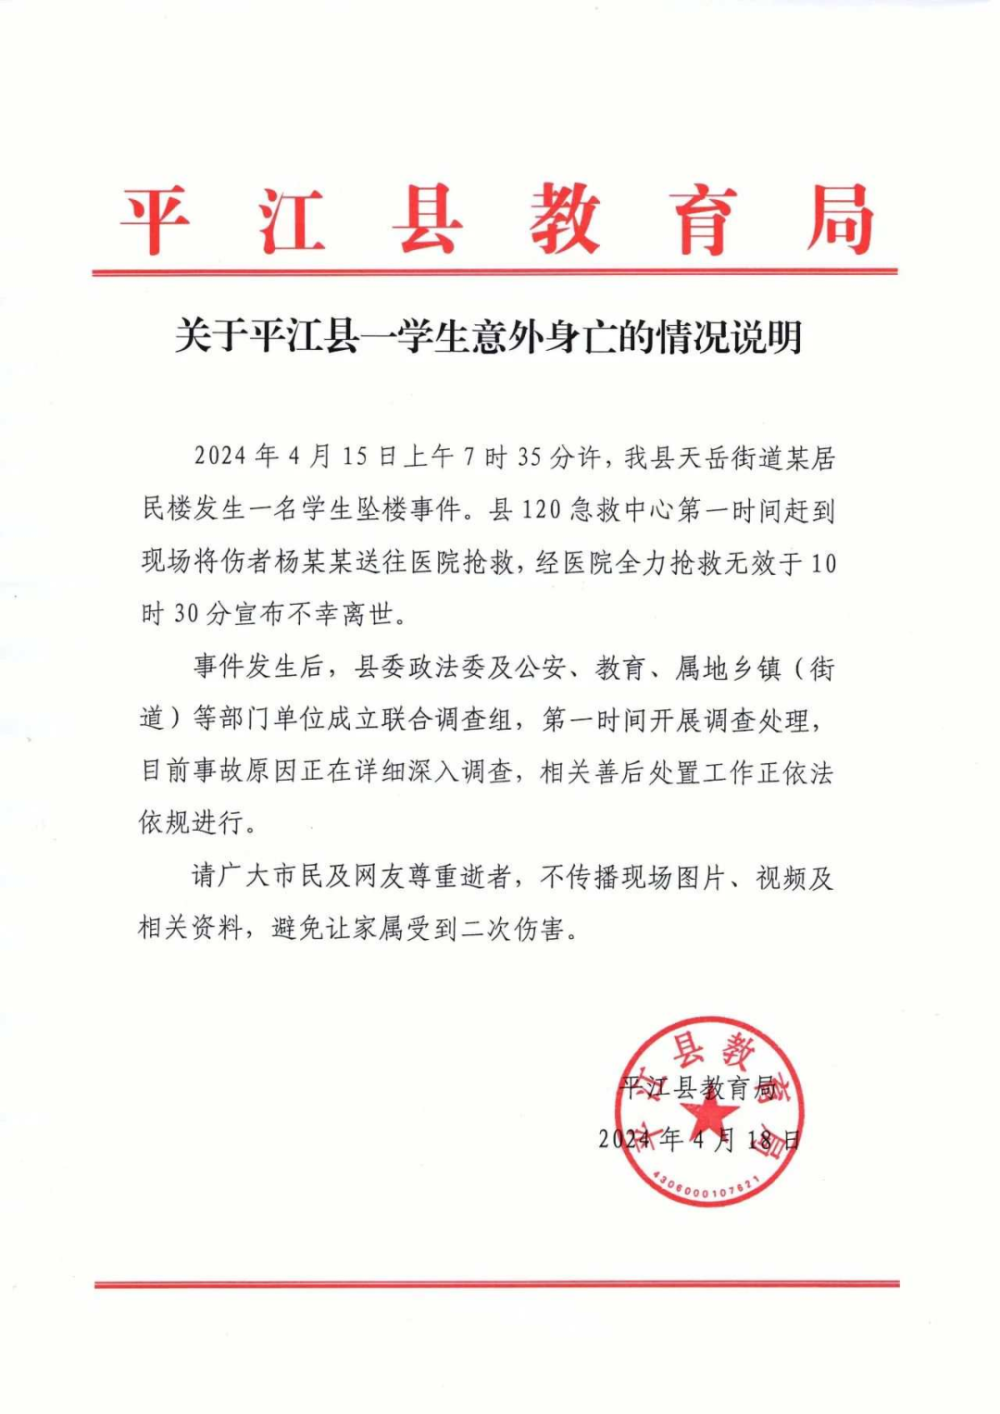 平江县教育局
关于平江县一学生意外身亡的情况说明
2024年4月15日上午7时35分许，我县天岳街道某居
民楼发生一名学生坠楼事件。县120急救中心第一时间赶到
现场将伤者杨某某送往医院抢救，经医院全力抢救无效于10
时30分宣布不幸离世。
事件发生后，县委政法委及公安、教育、属地乡镇（街
道）等部门单位成立联合调查组，第一时间开展调查处理，
目前事故原因正在详细深入调查，相关善后处置工作正依法
依规进行。
请广大市民及网友尊重逝者，不传播现场图片、视频及
相关资料，避免让家属受到二次伤害。
平江县教育局
2024年4月18日
平江县教育局
4306000107621